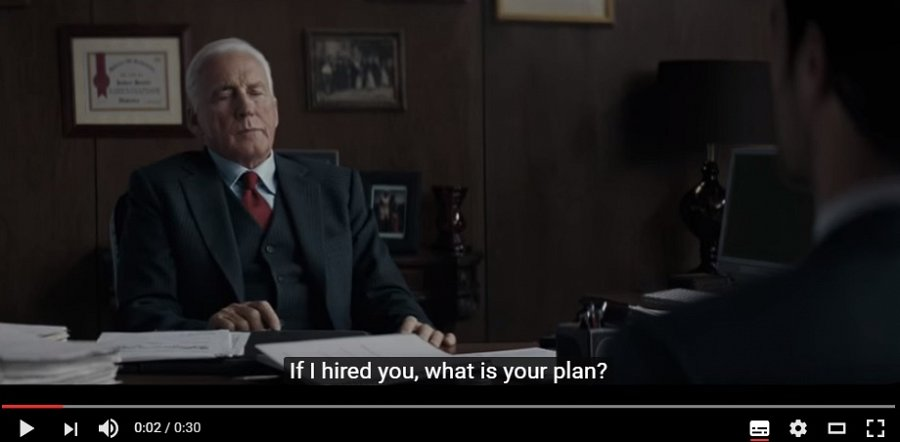 If I hired you, what is your plan?
0:02 / 0:30